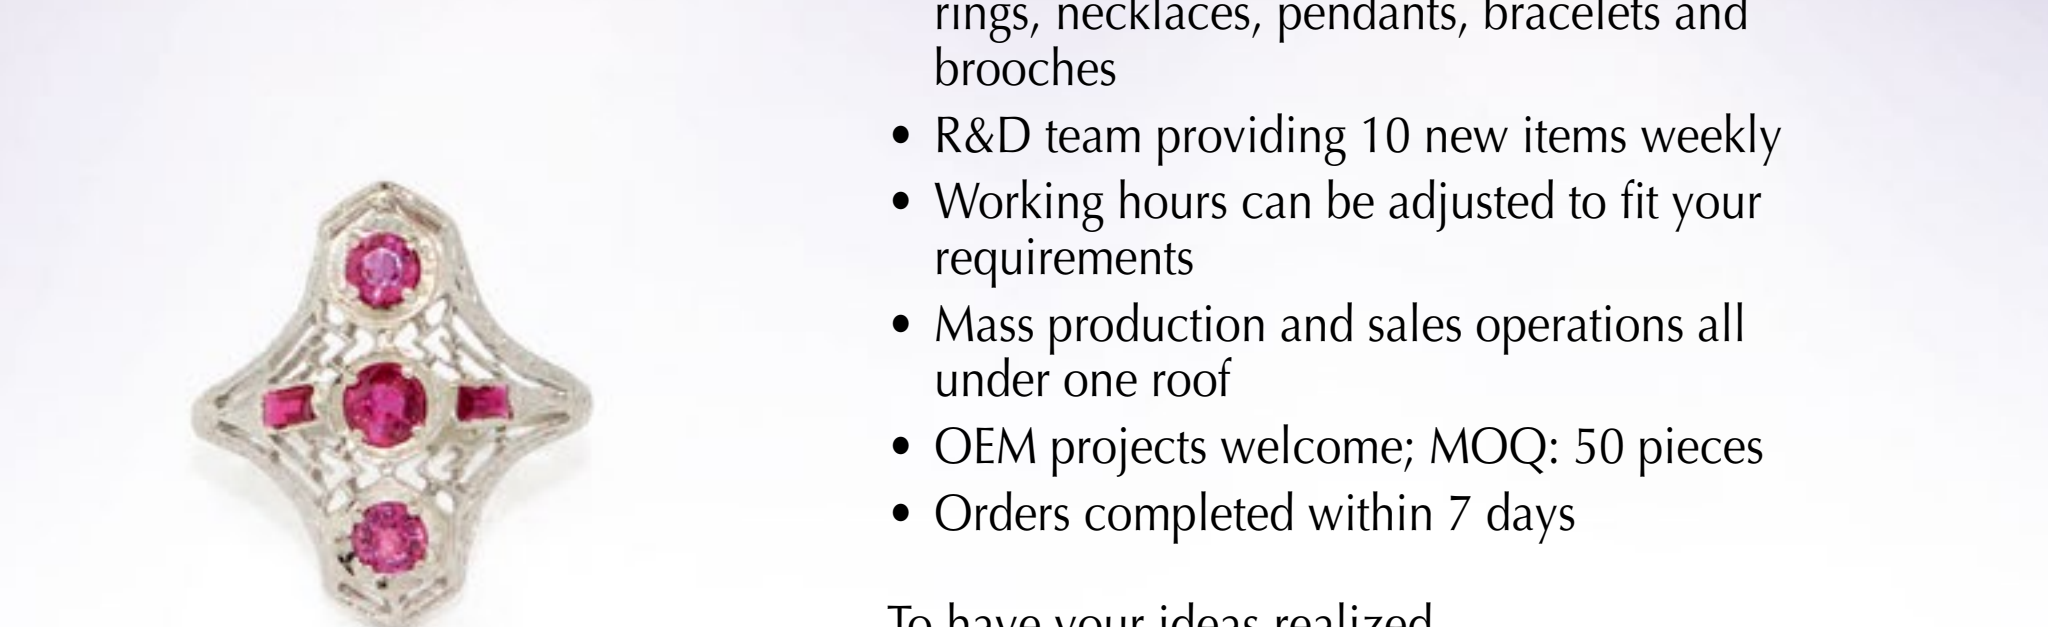 rings, necklaces, pendants, bracelets and
brooches
• R&D team providing 10 new items weekly
• Working hours can be adjusted to fit your
requirements
• Mass production and sales operations all
under one roof
• OEM projects welcome; MOQ: 50 pieces
• Orders completed within 7 days
To have your ideas realized